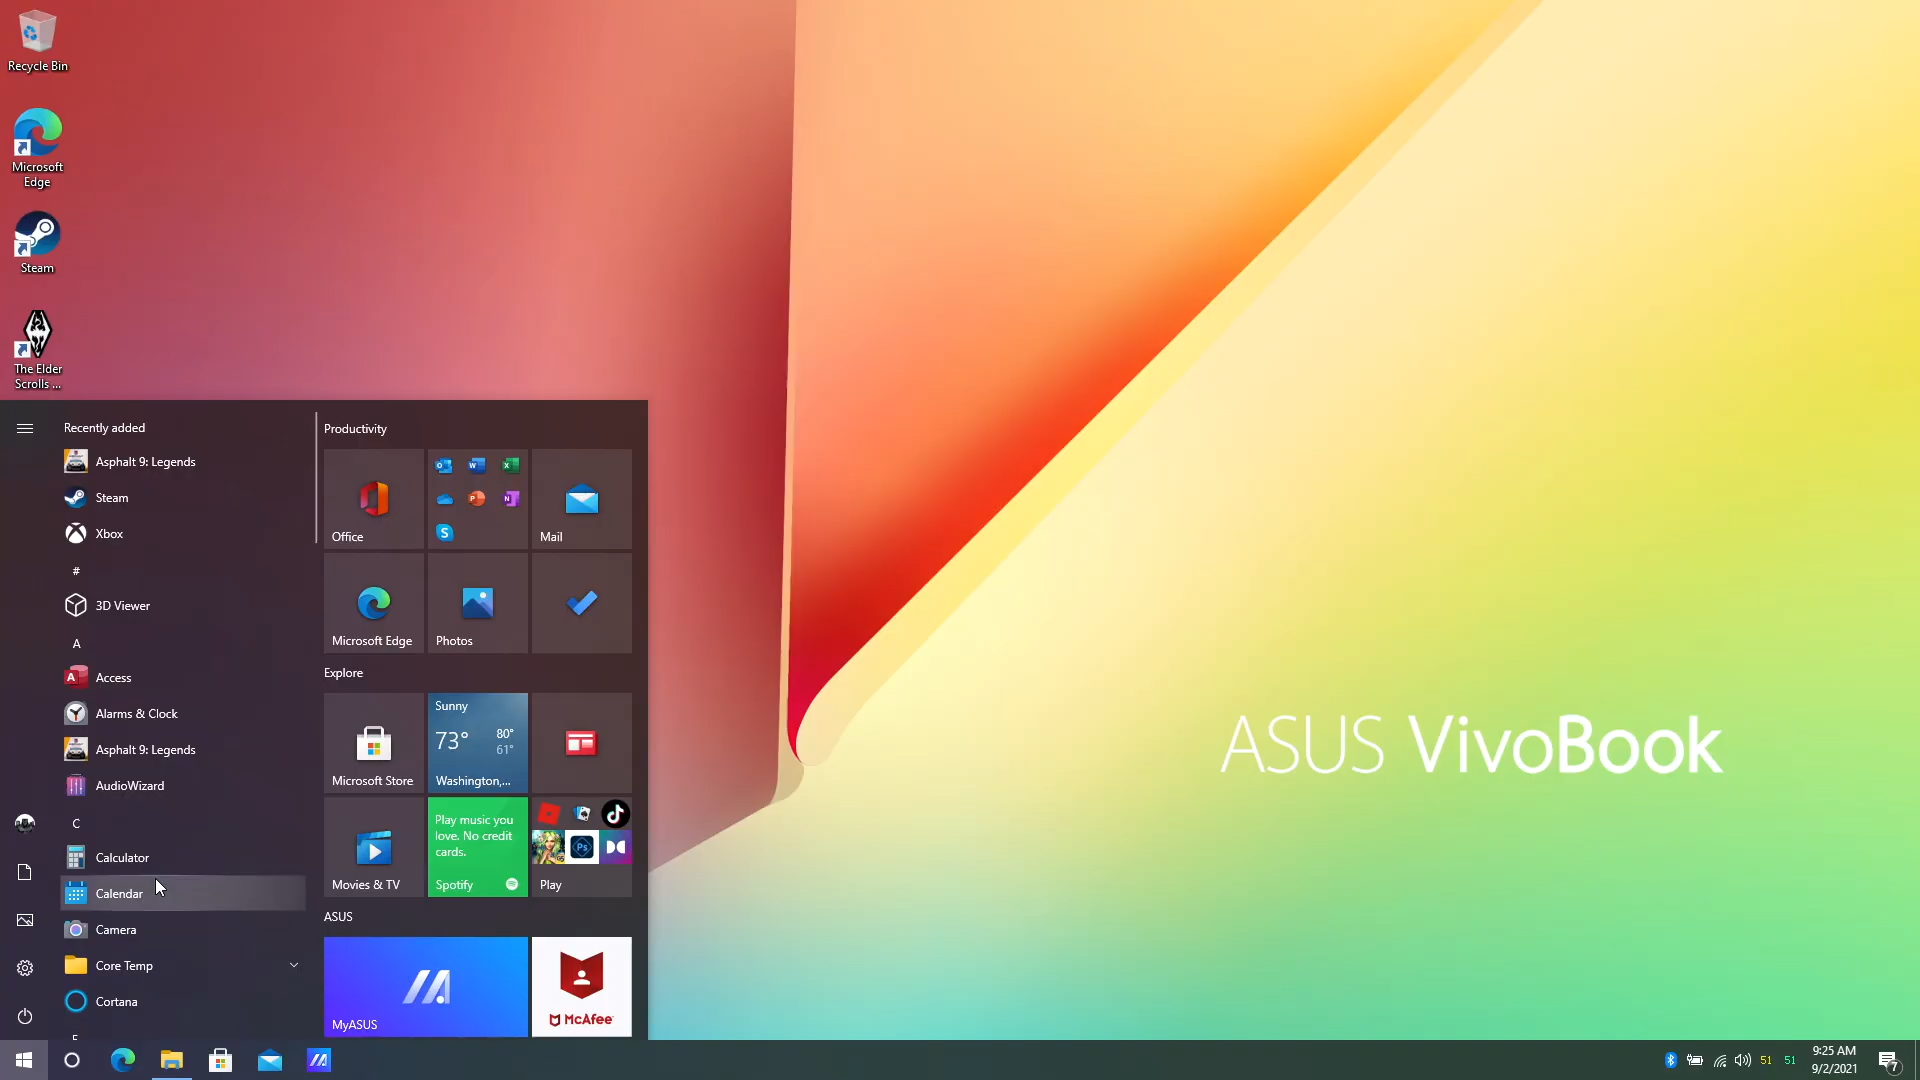 Recycle Bin
Microsoft
Edge
Steam
The Elder
Scrolls ...
Recently added
Asphalt 9: Legends
Steam
Xbox
#
3D Viewer
A
Access
Alarms & Clock
Asphalt 9: Legends
AudioWizard
C
Calculator
Calendar
Camera
Core Temp
Cortana
Productivity
Office
Mail
Microsoft Edge
Photos
Explore
Microsoft Store
Sunny
73°
80°
61°
Washington,...
Movies & TV
Play music you
love. No credit
cards.
Spotify
Ps
Play
ASUS
MyASUS
McAfee
ASUS VivoBook
51
51
9:25 AM
9/2/2021
7